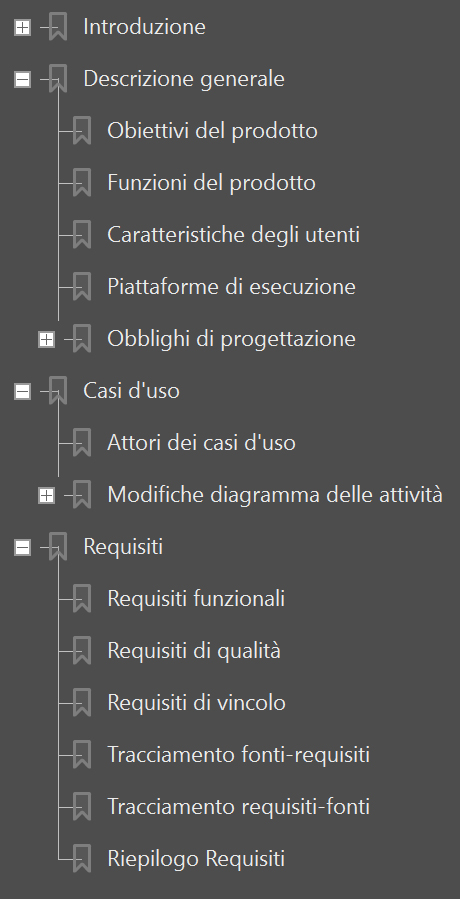 Introduzione
Descrizione generale
Obiettivi del prodotto
Funzioni del prodotto
Caratteristiche degli utenti
Piattaforme di esecuzione
Obblighi di progettazione
Casi d'uso
Attori dei casi d'uso
Modifiche diagramma delle attività
Requisiti
Requisiti funzionali
Requisiti di qualità
Requisiti di vincolo
Tracciamento fonti-requisiti
Tracciamento requisiti-fonti
Riepilogo Requisiti